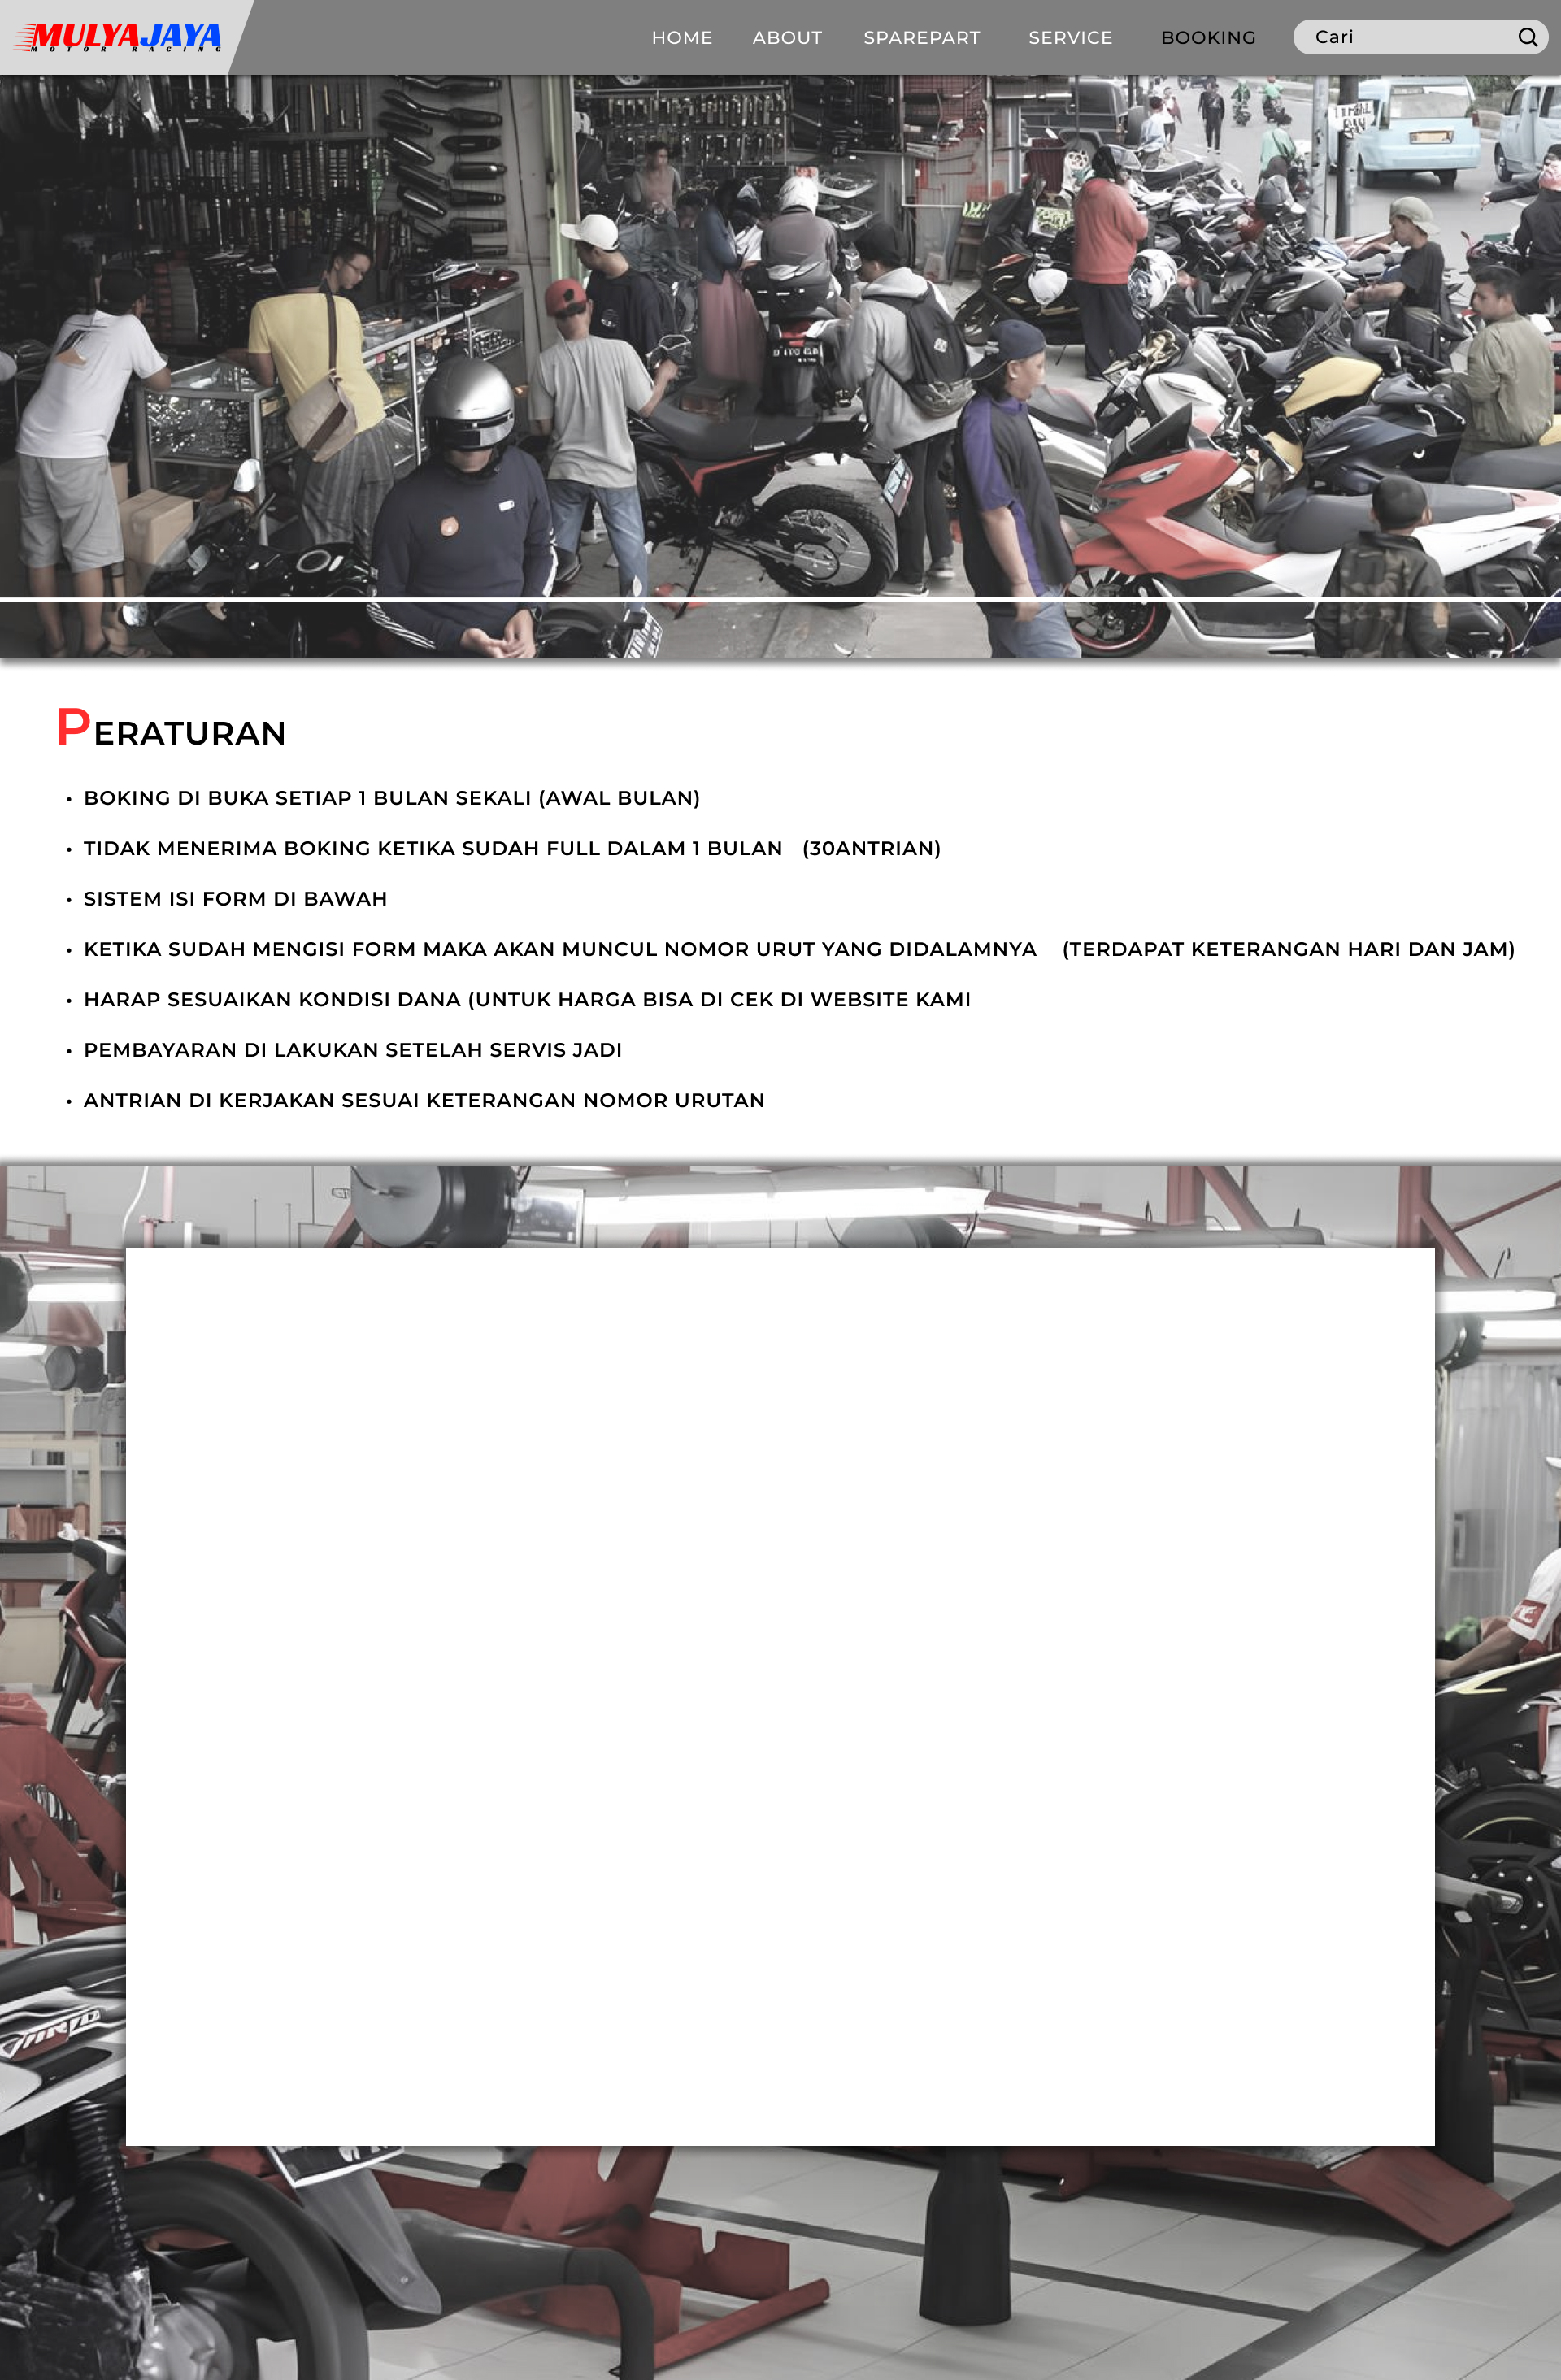 MULYAJAYA
MOTOR RACING
HOME ABOUT SPAREPART SERVICE BOOKING Cari
PERATURAN
• BOKING DI BUKA SETIAP 1 BULAN SEKALI (AWAL BULAN)
• TIDAK MENERIMA BOKING KETIKA SUDAH FULL DALAM 1 BULAN (30ANTRIAN)
• SISTEM ISI FORM DI BAWAH
• KETIKA SUDAH MENGISI FORM MAKA AKAN MUNCUL NOMOR URUT YANG DIDALAMNYA (TERDAPAT KETERANGAN HARI DAN JAM)
• HARAP SESUAIKAN KONDISI DANA (UNTUK HARGA BISA DI CEK DI WEBSITE KAMI
• PEMBAYARAN DI LAKUKAN SETELAH SERVIS JADI
• ANTRIAN DI KERJAKAN SESUAI KETERANGAN NOMOR URUTAN